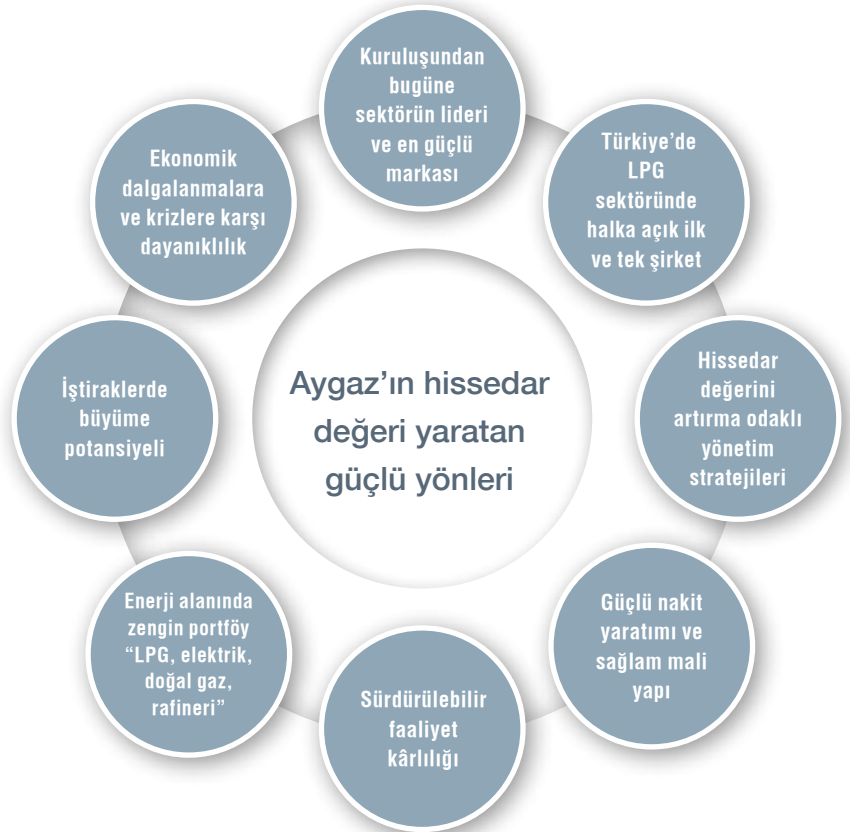 Kuruluşundan
bugüne
sektörün lideri
ve en güçlü
markası
Türkiye’de
LPG
sektöründe
halka açık ilk
ve tek şirket
Hissedar
değerini
artırma odaklı
yönetim
stratejileri
Güçlü nakit
yaratımı ve
sağlam mali
yapı
Sürdürülebilir
faaliyet
kârlılığı
Enerji alanında
zengin portföy
“LPG, elektrik,
doğal gaz,
rafineri”
İştiraklerde
büyüme
potansiyeli
Ekonomik
dalgalanmalara
ve krizlere karşı
dayanıklılık
Aygaz’ın hissedar
değeri yaratan
güçlü yönleri